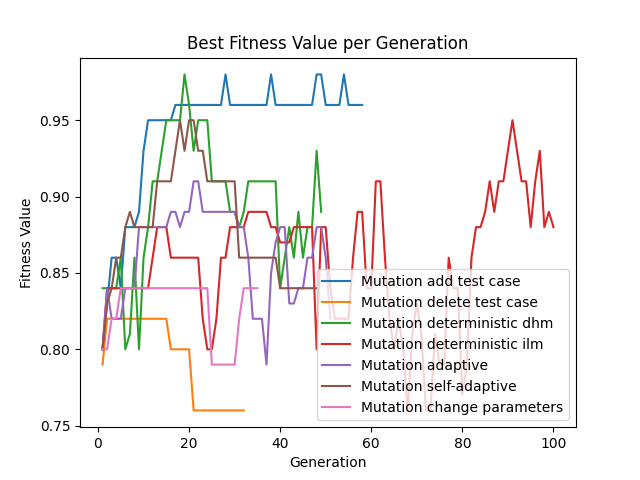 Best Fitness Value per Generation
Fitness Value
0.95
0.90
0.85
0.80
0.75
0
20
40
60
80
100
Generation
Mutation add test case
Mutation delete test case
Mutation deterministic dhm
Mutation deterministic ilm
Mutation adaptive
Mutation self-adaptive
Mutation change parameters